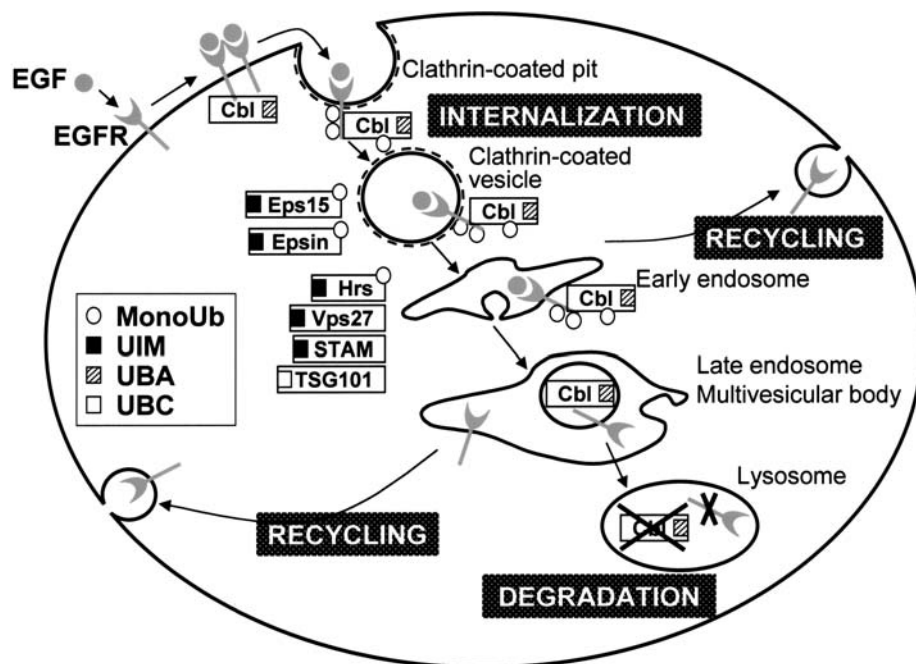 EGF
EGFR
Cbl
Clathrin-coated pit
Cbl
INTERNALIZATION
Clathrin-coated
vesicle
Cbl
Eps15
Epsin
RECYCLING
Early endosome
Cbl
Hrs
Vps27
STAM
TSG101
MonoUb
UIM
UBA
UBC
Late endosome
Multivesicular body
Cbl
Lysosome
Cbl
RECYCLING
DEGRADATION